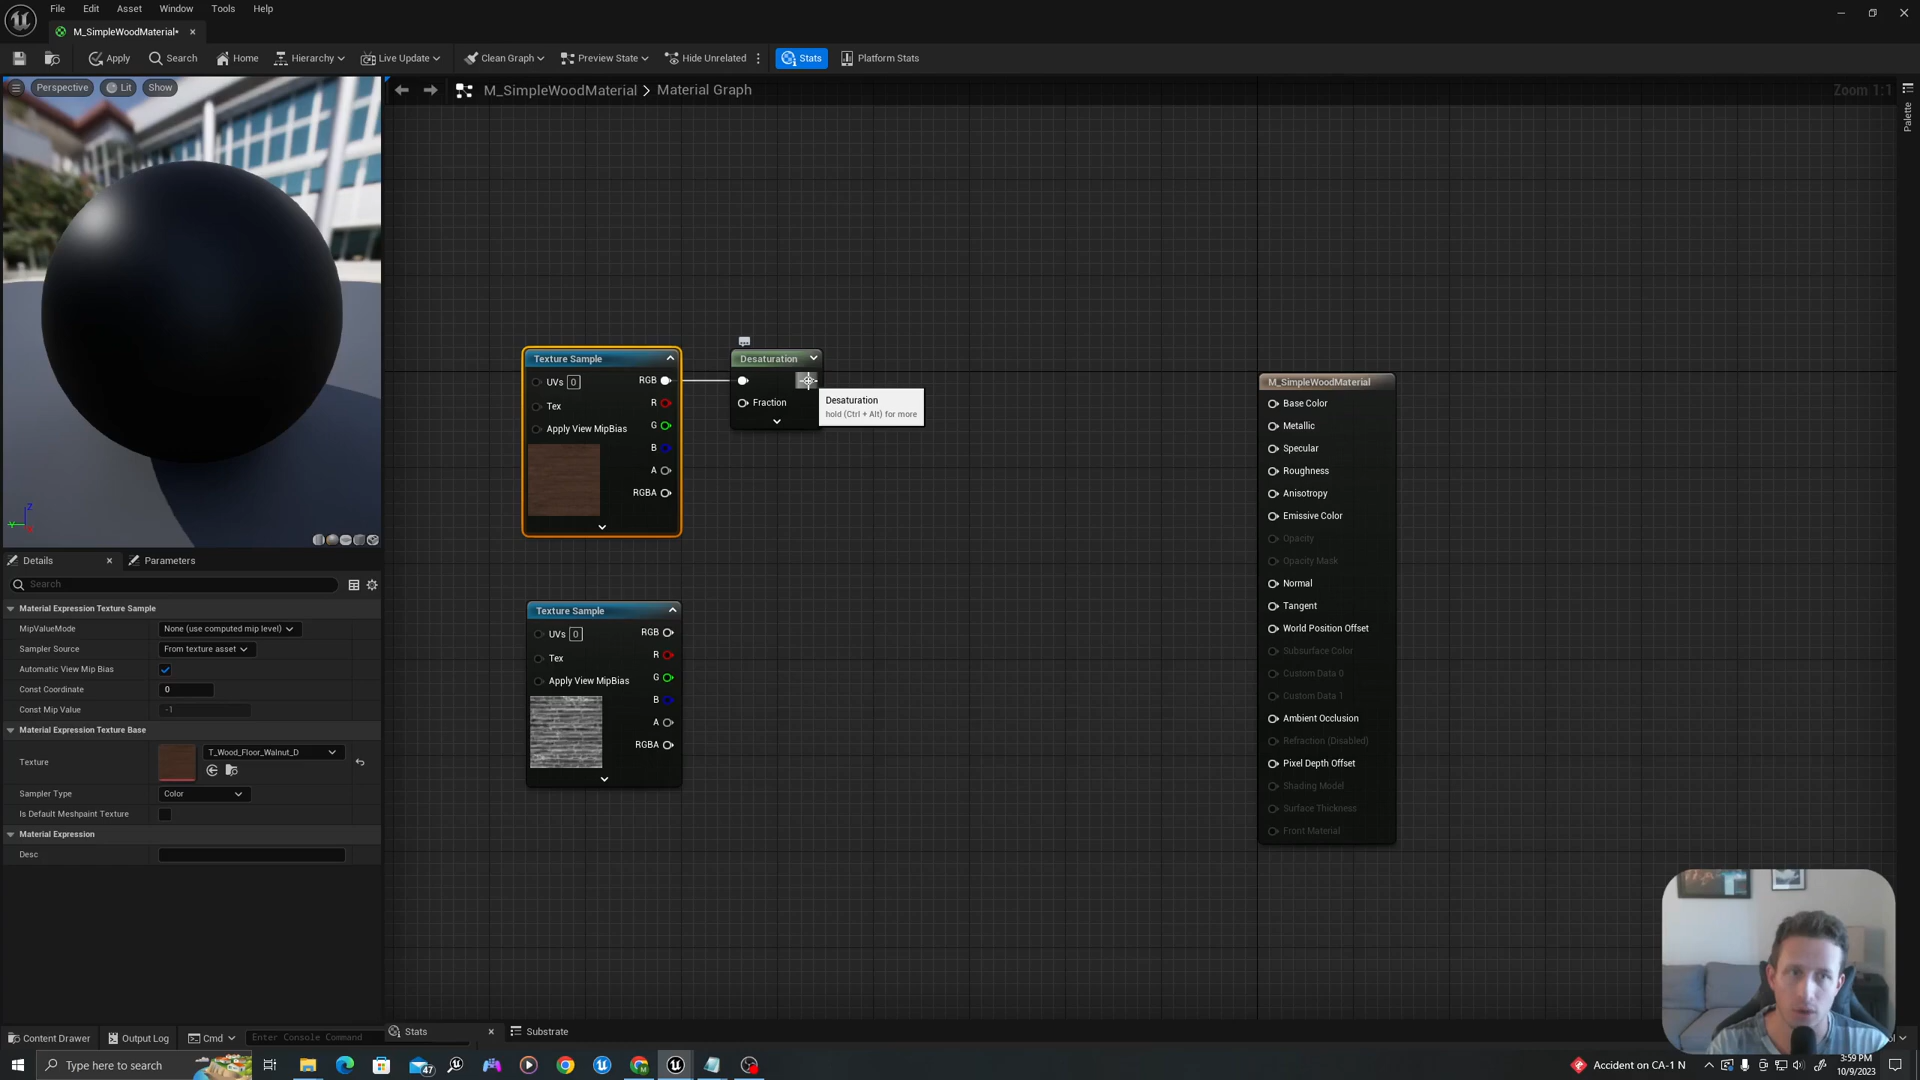 File Edit Asset Window Tools Help
M_SimpleWoodMaterial*
Apply Search Home Hierarchy Live Update Clean Graph Preview State Hide Unrelated Stats Platform Stats
Perspective Lit Show
M_SimpleWoodMaterial > Material Graph
Zoom 1:1
Palette
Texture Sample
UVs 0 RGB
Tex R
Apply View MipBias G
B
A
RGBA
Desaturation
Fraction
Desaturation
hold (Ctrl + Alt) for more
Texture Sample
UVs 0 RGB
Tex R
Apply View MipBias G
B
A
RGBA
M_SimpleWoodMaterial
Base Color
Metallic
Specular
Roughness
Anisotropy
Emissive Color
Opacity
Opacity Mask
Normal
Tangent
World Position Offset
Subsurface Color
Custom Data 0
Custom Data 1
Ambient Occlusion
Refraction (Disabled)
Pixel Depth Offset
Shading Model
Surface Thickness
Front Material
Z
Y
Details Parameters
Search
Material Expression Texture Sample
MipValueMode None (use computed mip level)
Sampler Source From texture asset
Automatic View Mip Bias
Const Coordinate 0
Const Mip Value -1
Material Expression Texture Base
Texture T_Wood_Floor_Walnut_D
Sampler Type Color
Is Default Meshpaint Texture
Material Expression
Desc
Stats Substrate
Content Drawer Output Log Cmd Enter Console Command
Type here to search
47
Accident on CA-1 N
3:59 PM
10/9/2023